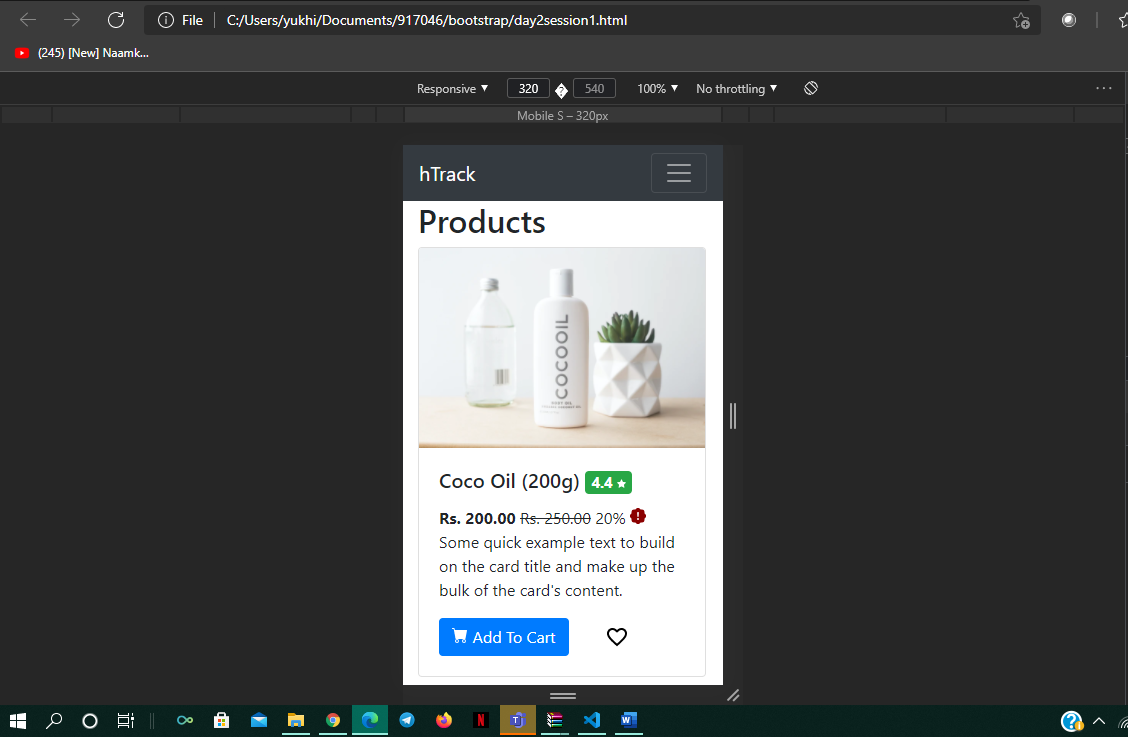 File C:/Users/yukhi/Documents/917046/bootstrap/day2session1.html
(245) [New] Naamk...
Responsive ▼ 320 540 100% ▼ No throttling ▼
Mobile S – 320px
hTrack
Products
COCOOIL
Coco Oil (200g) 4.4 ★
Rs. 200.00 Rs. 250.00 20%
Some quick example text to build
on the card title and make up the
bulk of the card's content.
Add To Cart